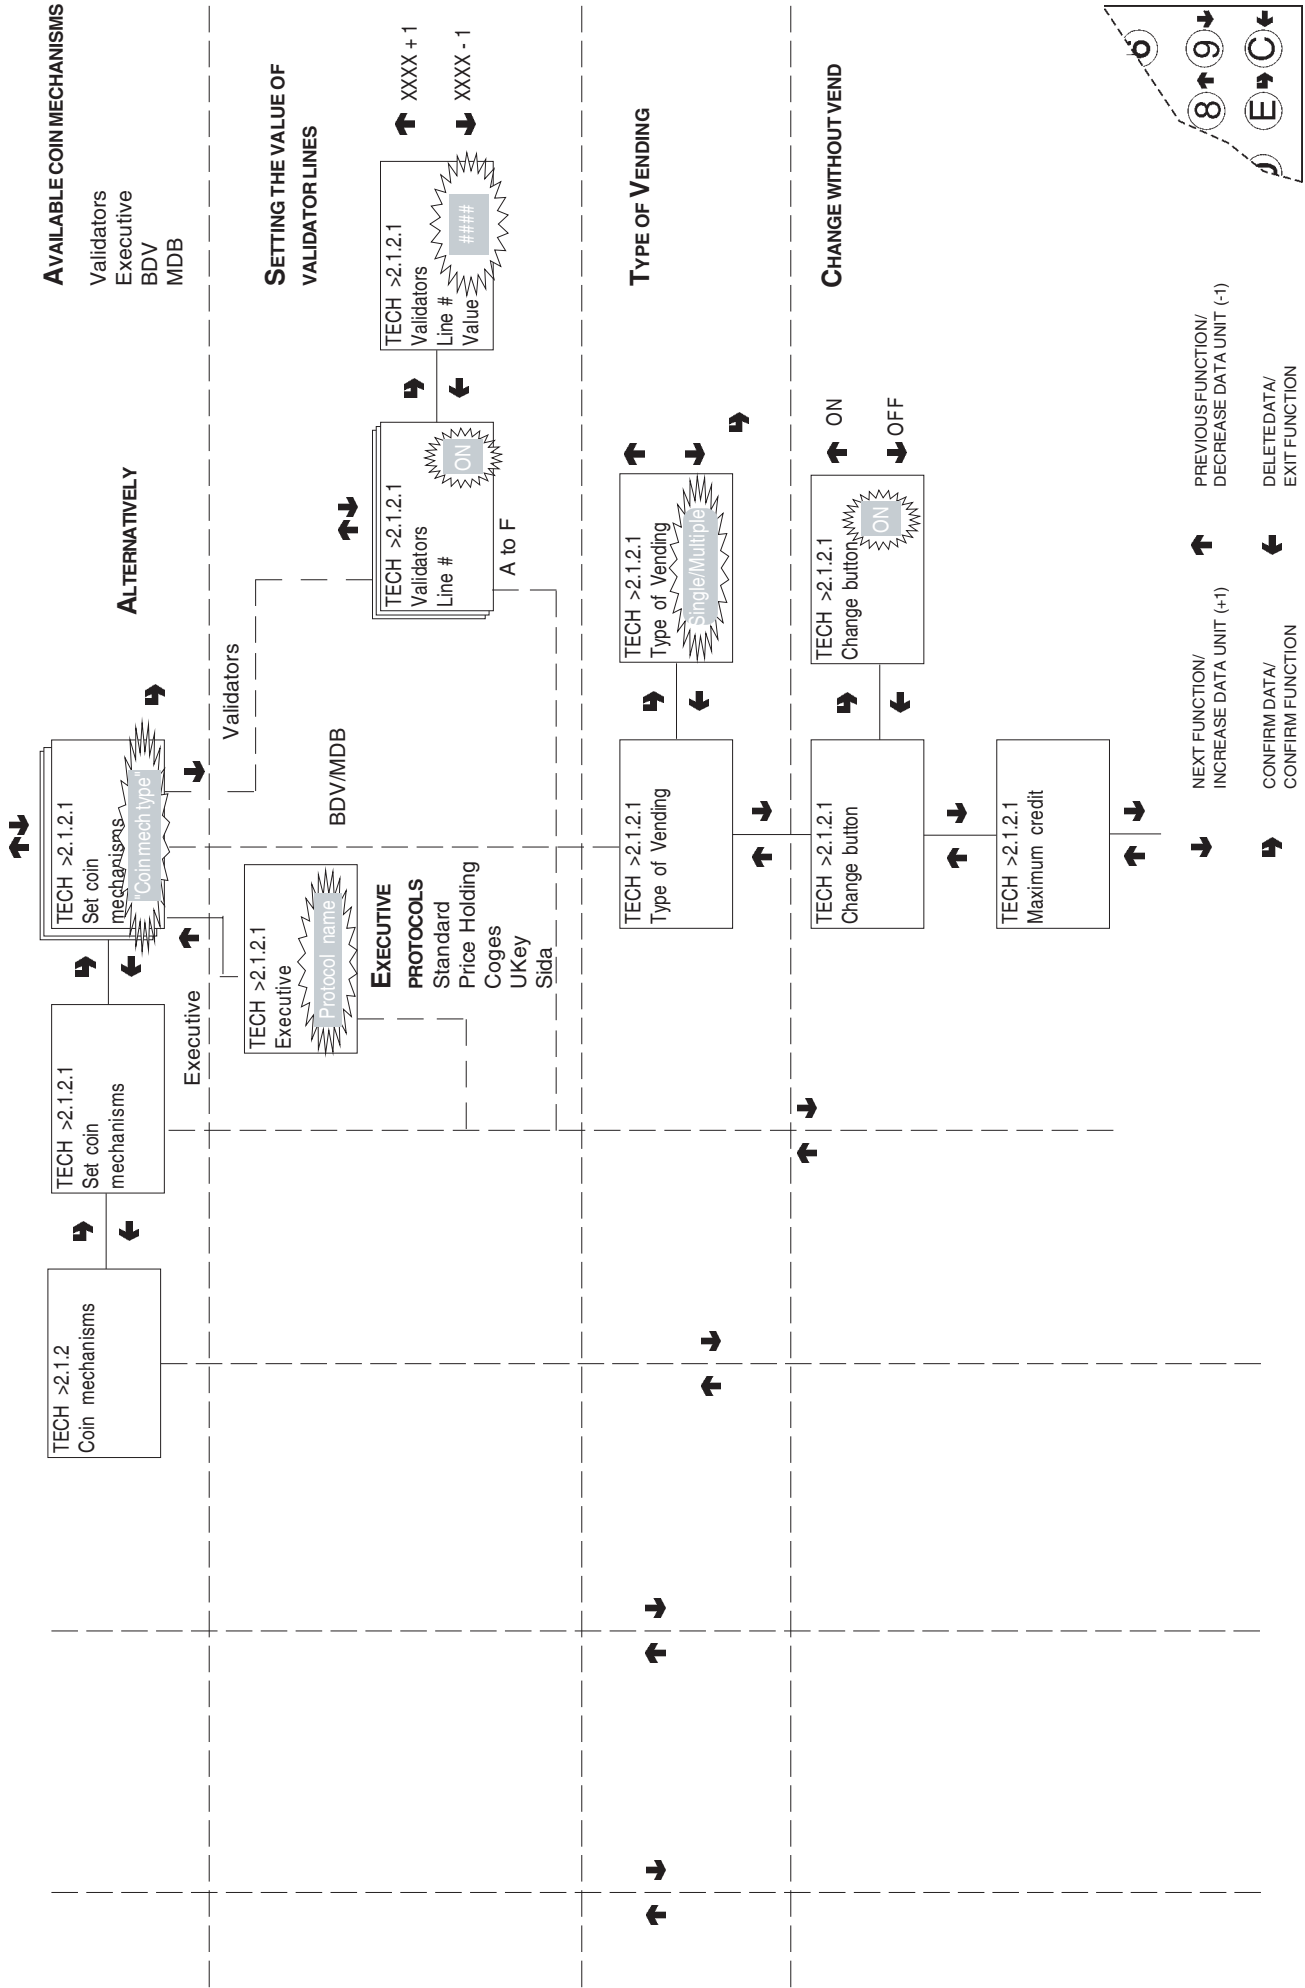 AVAILABLE COIN MECHANISMS
Validators
Executive
BDV
MDB
ALTERNATIVELY
TECH >2.1.2
Coin mechanisms
TECH >2.1.2.1
Set coin
mechanisms
TECH >2.1.2.1
Set coin
mechanisms
"Coin mech type"
Executive
Validators
BDV/MDB
SETTING THE VALUE OF
VALIDATOR LINES
TECH >2.1.2.1
Executive
Protocol name
EXECUTIVE
PROTOCOLS
Standard
Price Holding
Coges
UKey
Sida
TECH >2.1.2.1
Validators
Line #
ON
A to F
TECH >2.1.2.1
Validators
Line #
Value
####
XXXX + 1
XXXX - 1
TYPE OF VENDING
TECH >2.1.2.1
Type of Vending
TECH >2.1.2.1
Type of Vending
Single/Multiple
CHANGE WITHOUT VEND
TECH >2.1.2.1
Change button
TECH >2.1.2.1
Change button
ON
ON
OFF
TECH >2.1.2.1
Maximum credit
NEXT FUNCTION/
INCREASE DATA UNIT (+1)
PREVIOUS FUNCTION/
DECREASE DATA UNIT (-1)
CONFIRM DATA/
CONFIRM FUNCTION
DELETE DATA/
EXIT FUNCTION
8 9
E C